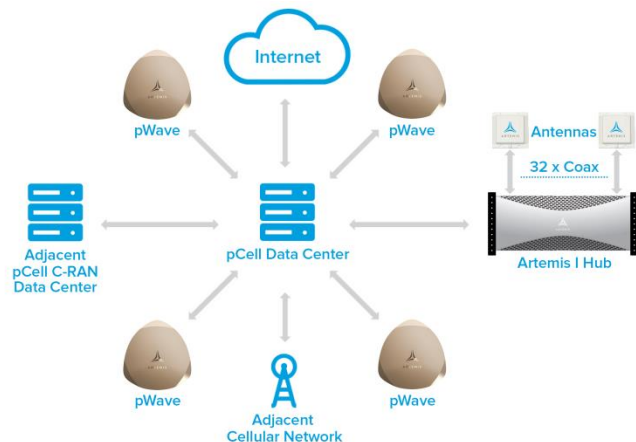 Internet
pWave
pWave
Antennas
32 x Coax
Adjacent
pCell C-RAN
Data Center
pCell Data Center
Artemis I Hub
pWave
pWave
Adjacent
Cellular Network